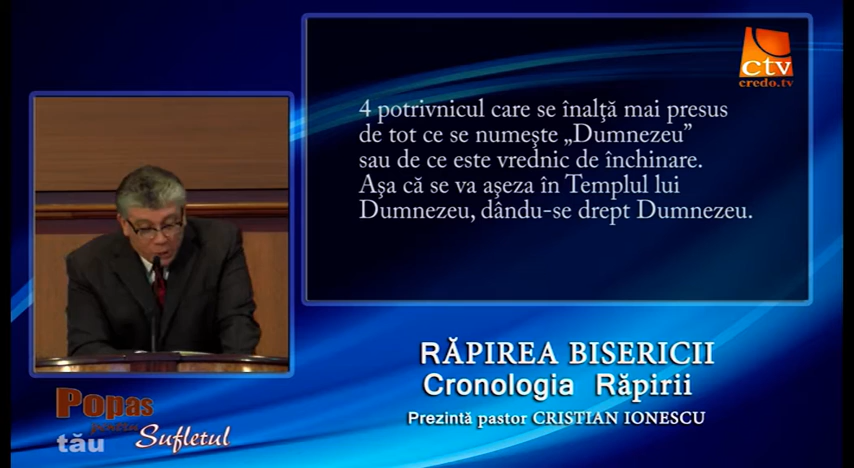 ctv
credo.tv
4 potrivnicul care se înalţă mai presus
de tot ce se numeşte „Dumnezeu”
sau de ce este vrednic de închinare.
Aşa că se va aşeza în Templul lui
Dumnezeu, dându-se drept Dumnezeu.
RĂPIREA BISERICII
Cronologia Răpirii
Prezintă pastor CRISTIAN IONESCU
Popas
pentru
Sufletul
tău